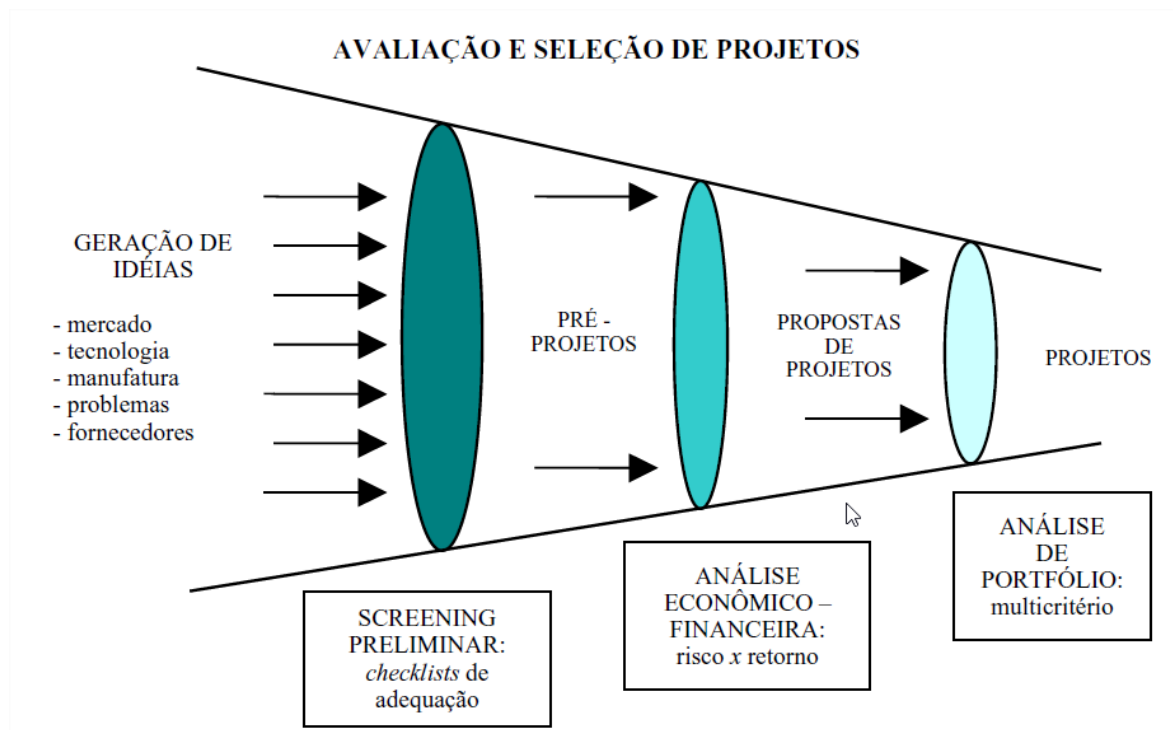 AVALIAÇÃO E SELEÇÃO DE PROJETOS
GERAÇÃO DE
IDÉIAS
- mercado
- tecnologia
- manufatura
- problemas
- fornecedores
PRÉ -
PROJETOS
PROPOSTAS
DE
PROJETOS
PROJETOS
SCREENING
PRELIMINAR:
checklists de
adequação
ANÁLISE
ECONÔMICO –
FINANCEIRA:
risco x retorno
ANÁLISE
DE
PORTFÓLIO:
multicritério